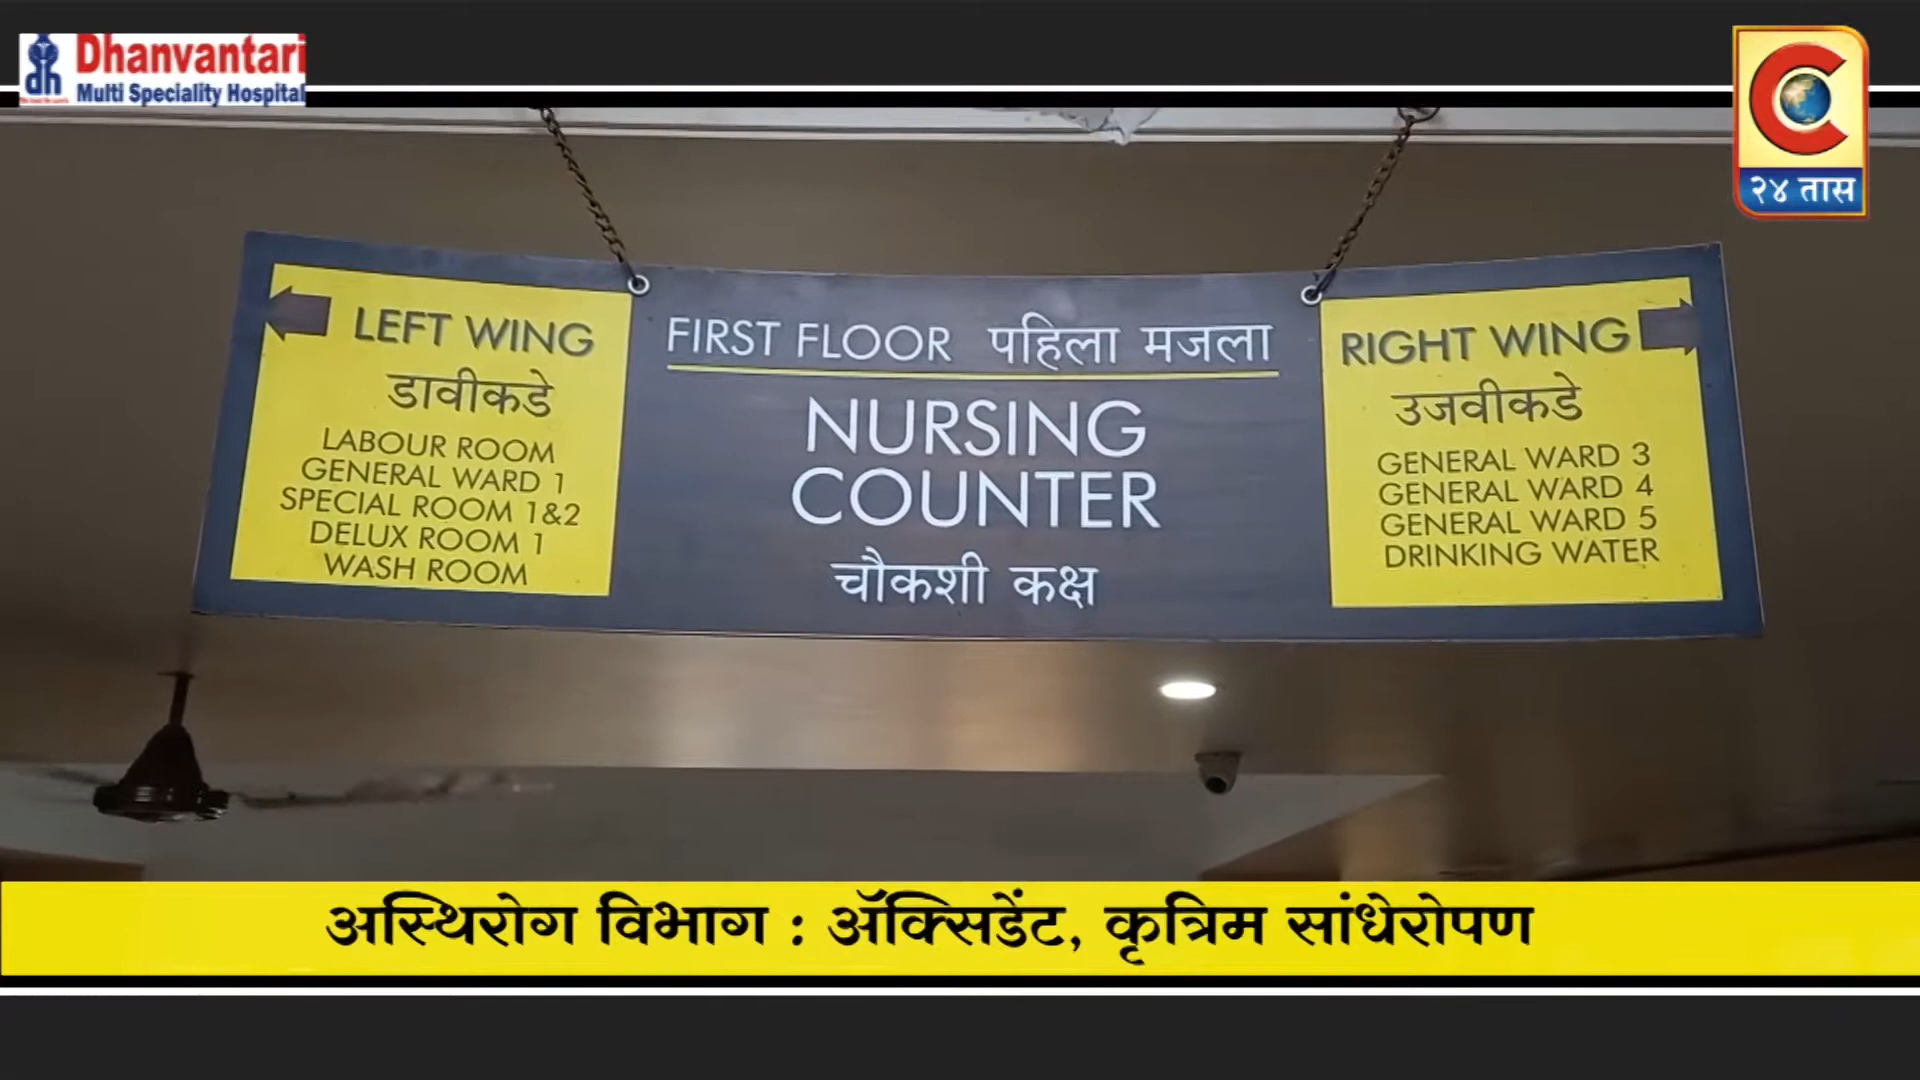 Dhanvantari
Multi Speciality Hospital
२४ तास
LEFT WING
डावीकडे
LABOUR ROOM
GENERAL WARD 1
SPECIAL ROOM 1&2
DELUX ROOM 1
WASH ROOM
FIRST FLOOR पहिला मजला
NURSING
COUNTER
चौकशी कक्ष
RIGHT WING
उजवीकडे
GENERAL WARD 3
GENERAL WARD 4
GENERAL WARD 5
DRINKING WATER
अस्थिरोग विभाग : ॲक्सिडेंट, कृत्रिम सांधेरोपण